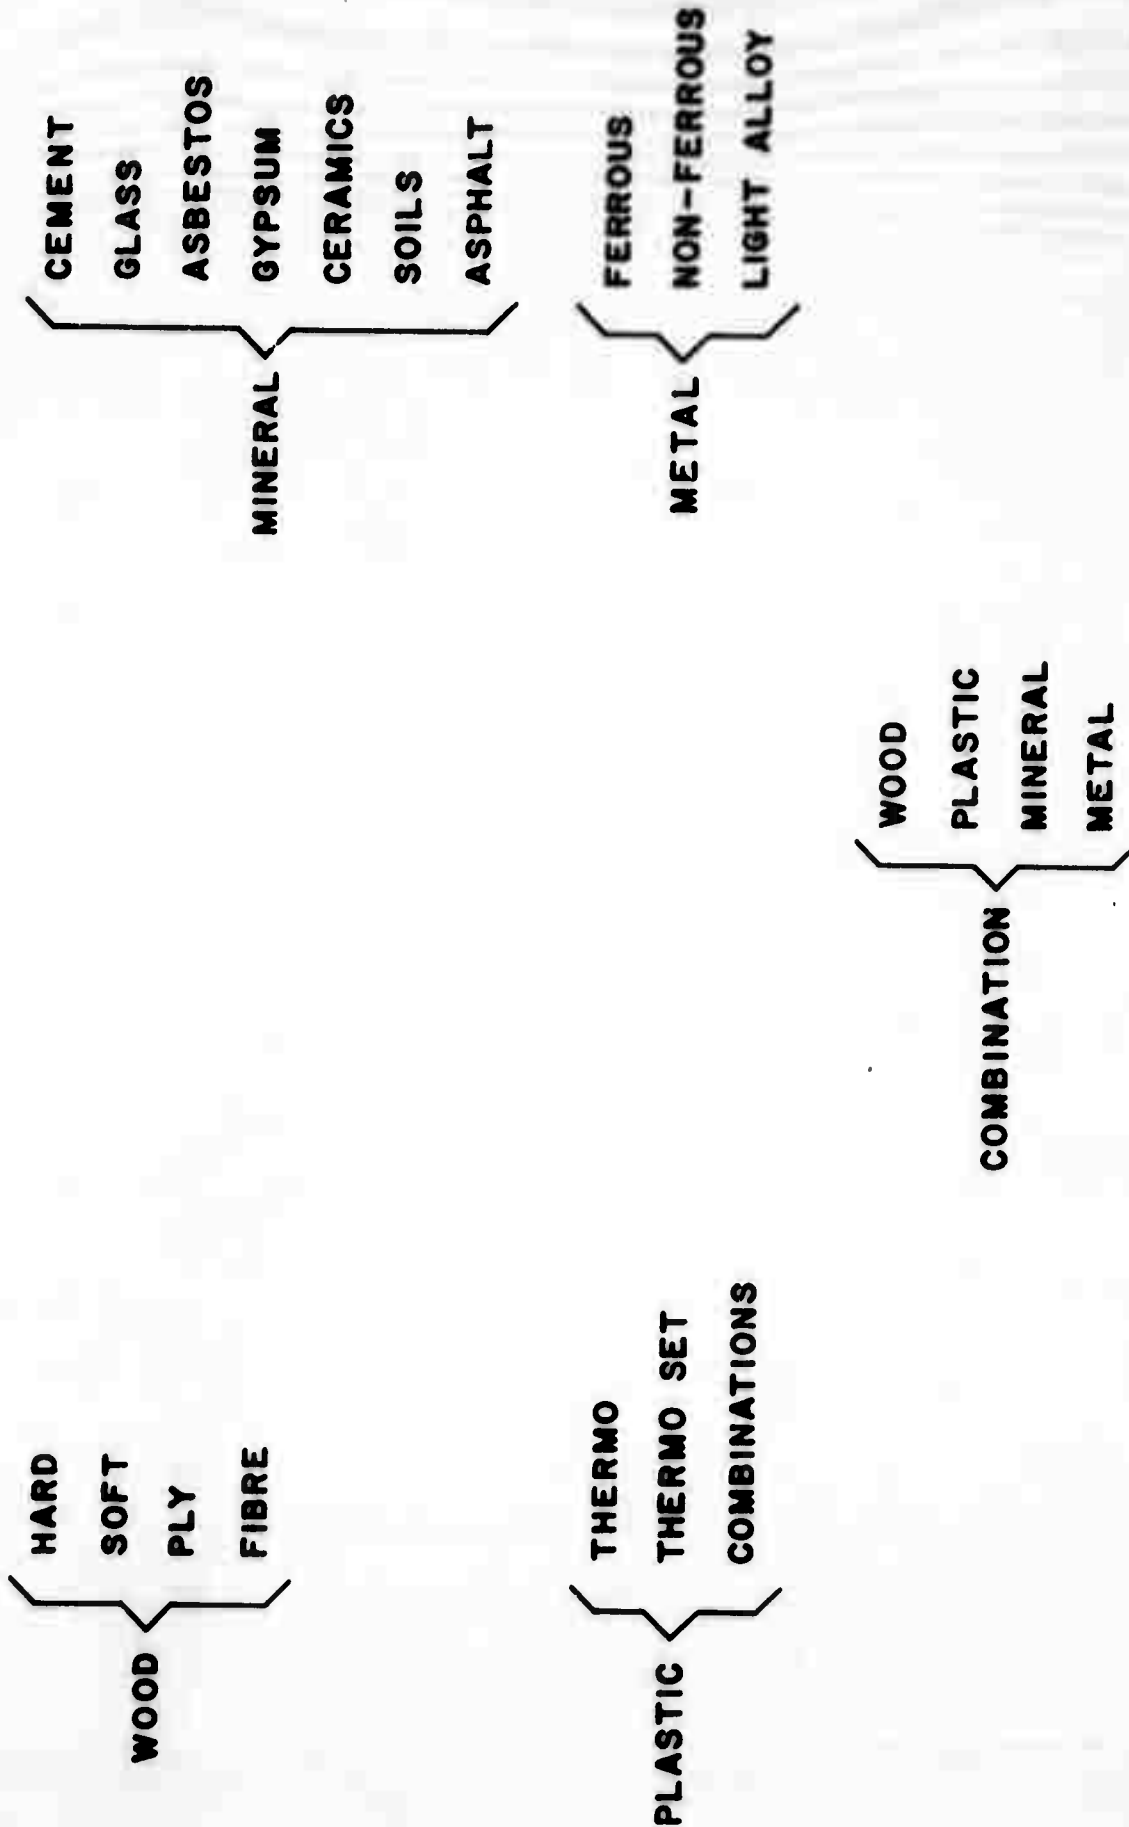 WOOD
HARD
SOFT
PLY
FIBRE
MINERAL
CEMENT
GLASS
ASBESTOS
GYPSUM
CERAMICS
SOILS
ASPHALT
PLASTIC
THERMO
THERMO SET
COMBINATIONS
METAL
FERROUS
NON-FERROUS
LIGHT ALLOY
COMBINATION
WOOD
PLASTIC
MINERAL
METAL